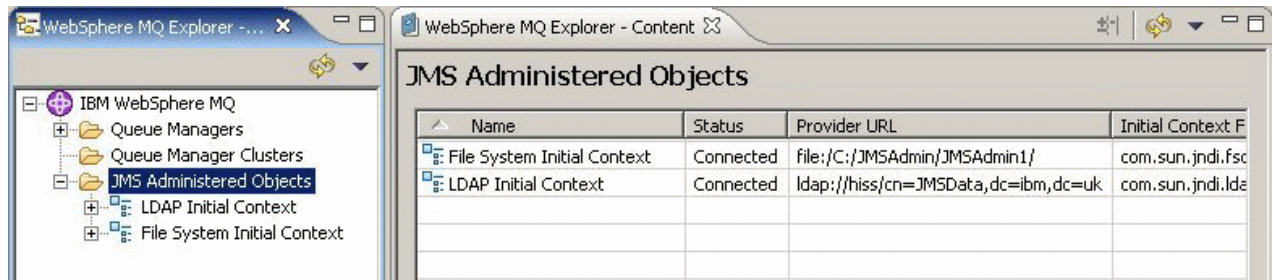 WebSphere MQ Explorer -...
IBM WebSphere MQ
Queue Managers
Queue Manager Clusters
JMS Administered Objects
LDAP Initial Context
File System Initial Context
WebSphere MQ Explorer - Content
JMS Administered Objects
Name Status Provider URL Initial Context F
File System Initial Context Connected file:/C:/JMSAdmin/JMSAdmin1/ com.sun.jndi.fsc
LDAP Initial Context Connected ldap://hiss/cn=JMSData,dc=ibm,dc=uk com.sun.jndi.lda